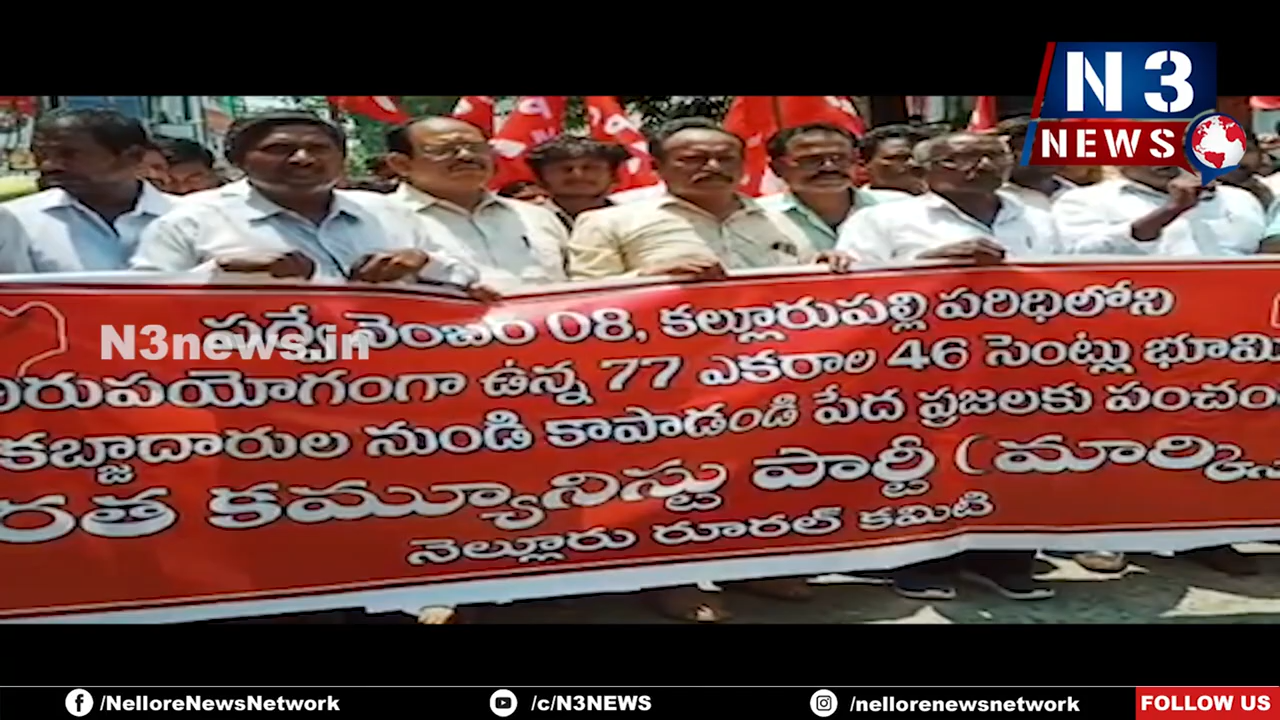 N3
NEWS
సర్వే నెంబర్ 08, కల్లూరుపల్లి పరిధిలోని
N3news.in
నిరుపయోగంగా ఉన్న 77 ఎకరాల 46 సెంట్లు భూమి
కబ్జాదారుల నుండి కాపాడండి పేద ప్రజలకు
కమ్యూనిస్టు పార్టీ
నెల్లూరు రూరల్ కమిటి
/NelloreNewsNetwork
/c/N3NEWS
/nellorenewsnetwork
FOLLOW US